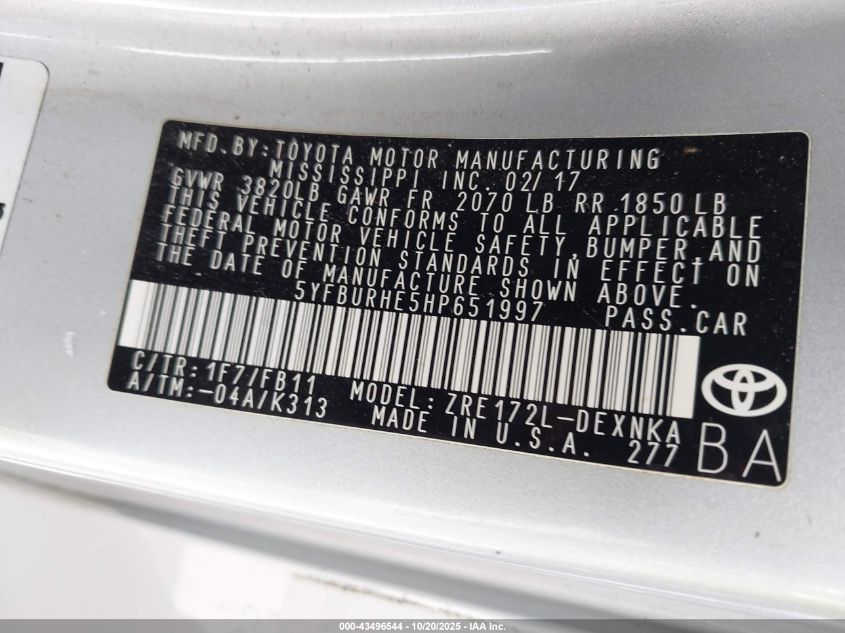 MFD.BY:TOYOTA MOTOR MANUFACTURING
MISSISSIPPI INC. 02/17
GVWR 3820LB GAWR FR 2070 LB RR 1850 LB
THIS VEHICLE CONFORMS TO ALL APPLICABLE
FEDERAL MOTOR VEHICLE SAFETY, BUMPER, AND
THEFT PREVENTION STANDARDS IN EFFECT ON
THE DATE OF MANUFACTURE SHOWN ABOVE.
5YFBURHE5HP651997 PASS.CAR
C/TR:1F7/FB11 MODEL:ZRE172L-DEXNKA
A/TM:-04A/K313 MADE IN U.S.A. 277
BA
000-43496544 - 10/20/2025 - IAA Inc.